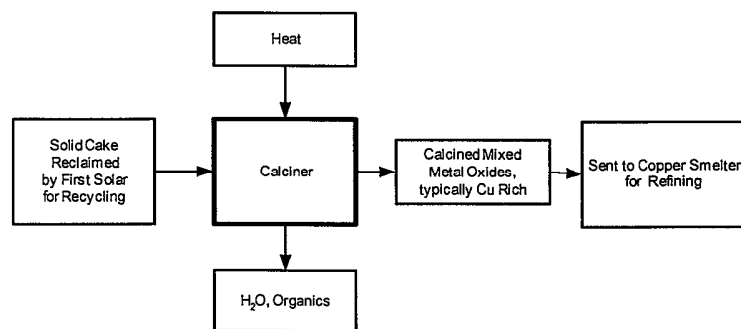 Heat
Solid Cake
Reclaimed
by First Solar
for Recycling
Calciner
Calcined Mixed
Metal Oxides,
typically Cu Rich
Sent to Copper Smelter
for Refining
H₂O, Organics